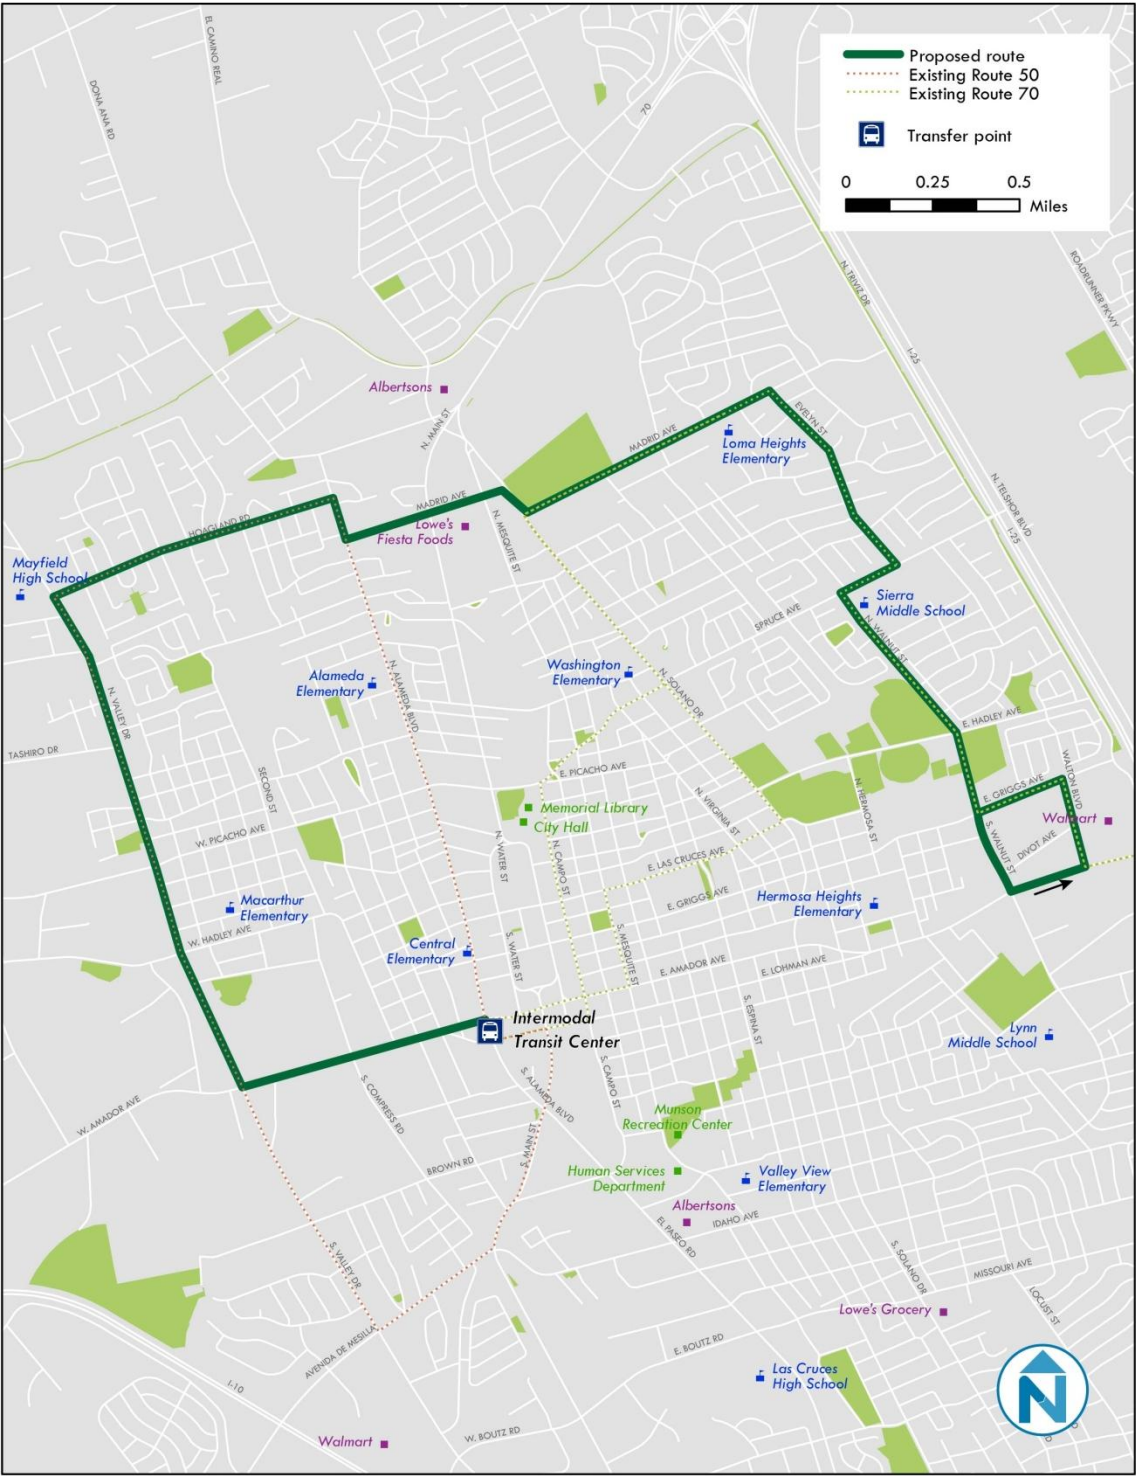 Proposed route
Existing Route 50
Existing Route 70
Transfer point
0 0.25 0.5
Miles
EL CAMINO REAL
DONA ANA RD
70
N. TRIVIZ DR
ROADRUNNER PKWY
I-25
Albertsons
N. MAIN ST
EVELYN ST
MADRID AVE
Loma Heights
Elementary
N. TELSHOR BLVD
I-25
MADRID AVE
HOAGLAND RD
Lowe's
Fiesta Foods
N. MESQUITE ST
Mayfield
High School
Sierra
Middle School
SPRUCE AVE
N. WALNUT ST
Alameda
Elementary
N. ALAMEDA BLVD
Washington
Elementary
N. SOLANO DR
N. VALLEY DR
E. HADLEY AVE
TASHIRO DR
SECOND ST
E. PICACHO AVE
WALTON BLVD
E. GRIGGS AVE
N. VIRGINIA ST
N. HERMOSA ST
Memorial Library
City Hall
Walmart
W. PICACHO AVE
N. WATER ST
N. CAMPO ST
S. WALNUT ST
DIVOT AVE
E. LAS CRUCES AVE
E. GRIGGS AVE
Hermosa Heights
Elementary
Macarthur
Elementary
W. HADLEY AVE
Central
Elementary
S. WATER ST
S. MESQUITE ST
E. AMADOR AVE
E. LOHMAN AVE
Intermodal
Transit Center
S. ESPINA ST
Lynn
Middle School
S. COMPRESS RD
S. ALAMEDA BLVD
S. CAMPO ST
W. AMADOR AVE
Munson
Recreation Center
S. MAIN ST
BROWN RD
Human Services
Department
Valley View
Elementary
Albertsons
IDAHO AVE
EL PASEO RD
S. VALLEY DR
S. SOLANO DR
MISSOURI AVE
LOCUST ST
Lowe's Grocery
AVENIDA DE MESILLA
E. BOUTZ RD
I-10
Las Cruces
High School
N
W. BOUTZ RD
Walmart